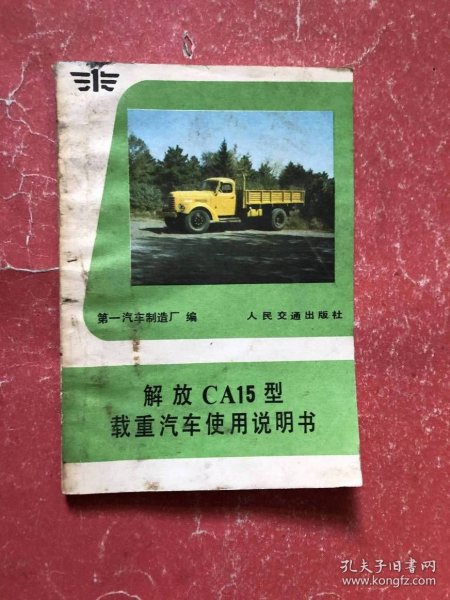 第一汽车制造厂 编 人民交通出版社
解放 CA15 型
载重汽车使用说明书
孔夫子旧书网
www.kongfz.com